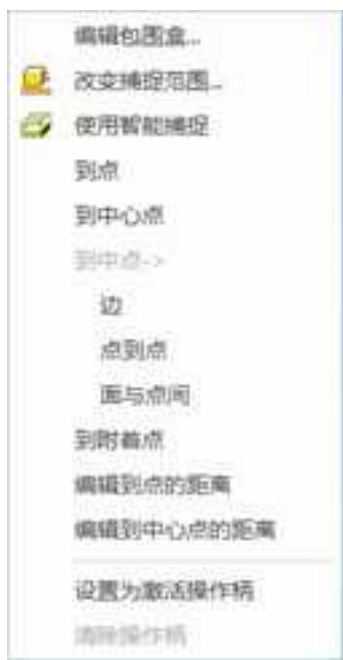 编辑包围盒...
改变捕捉范围...
使用智能捕捉
到点
到中心点
到中点->
边
点到点
面与点间
到附着点
编辑到点的距离
编辑到中心点的距离
设置为激活操作柄
清除操作柄